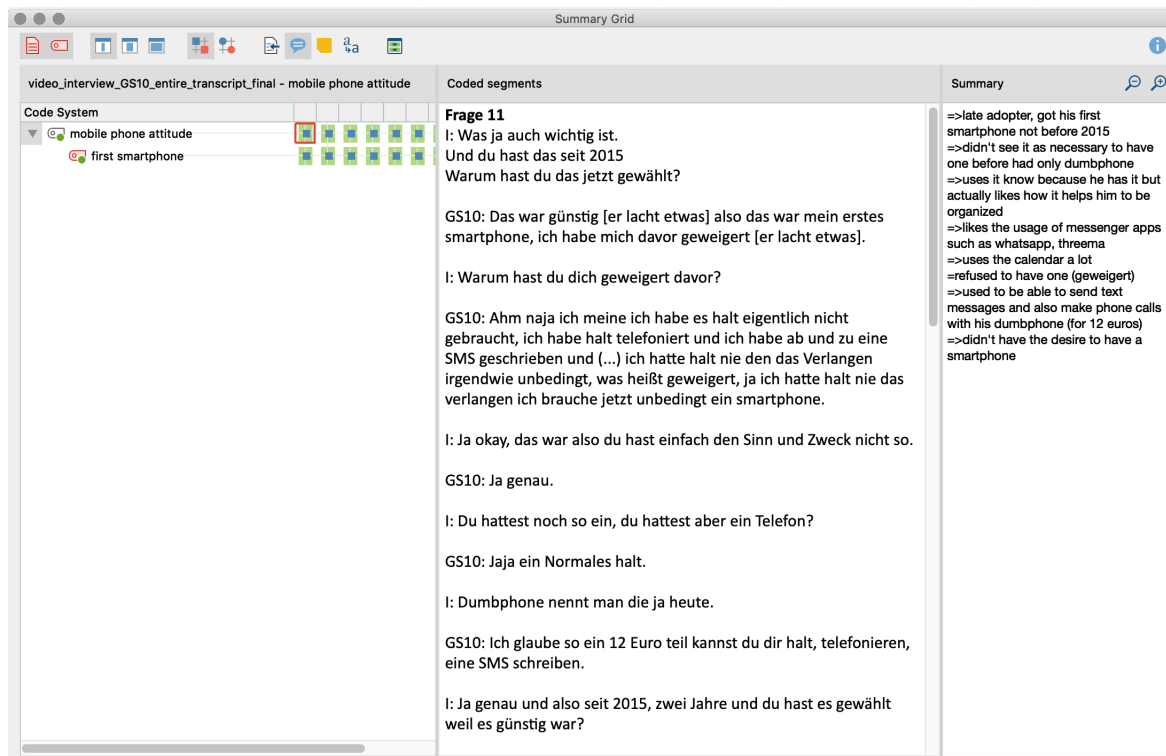 Summary Grid
video_interview_GS10_entire_transcript_final - mobile phone attitude
Code System
mobile phone attitude
first smartphone
Coded segments
Frage 11
I: Was ja auch wichtig ist.
Und du hast das seit 2015
Warum hast du das jetzt gewählt?
GS10: Das war günstig [er lacht etwas] also das war mein erstes
smartphone, ich habe mich davor geweigert [er lacht etwas].
I: Warum hast du dich geweigert davor?
GS10: Ahm naja ich meine ich habe es halt eigentlich nicht
gebraucht, ich habe halt telefoniert und ich habe ab und zu eine
SMS geschrieben und (...) ich hatte halt nie den das Verlangen
irgendwie unbedingt, was heißt geweigert, ja ich hatte halt nie das
verlangen ich brauche jetzt unbedingt ein smartphone.
I: Ja okay, das war also du hast einfach den Sinn und Zweck nicht so.
GS10: Ja genau.
I: Du hattest noch so ein, du hattest aber ein Telefon?
GS10: Jaja ein Normales halt.
I: Dumbphone nennt man die ja heute.
GS10: Ich glaube so ein 12 Euro teil kannst du dir halt, telefonieren,
eine SMS schreiben.
I: Ja genau und also seit 2015, zwei Jahre und du hast es gewählt
weil es günstig war?
Summary
=>late adopter, got his first
smartphone not before 2015
=>didn't see it as necessary to have
one before had only dumbphone
=>uses it know because he has it but
actually likes how it helps him to be
organized
=>likes the usage of messenger apps
such as whatsapp, threema
=>uses the calendar a lot
=refused to have one (geweigert)
=>used to be able to send text
messages and also make phone calls
with his dumbphone (for 12 euros)
=>didn't have the desire to have a
smartphone